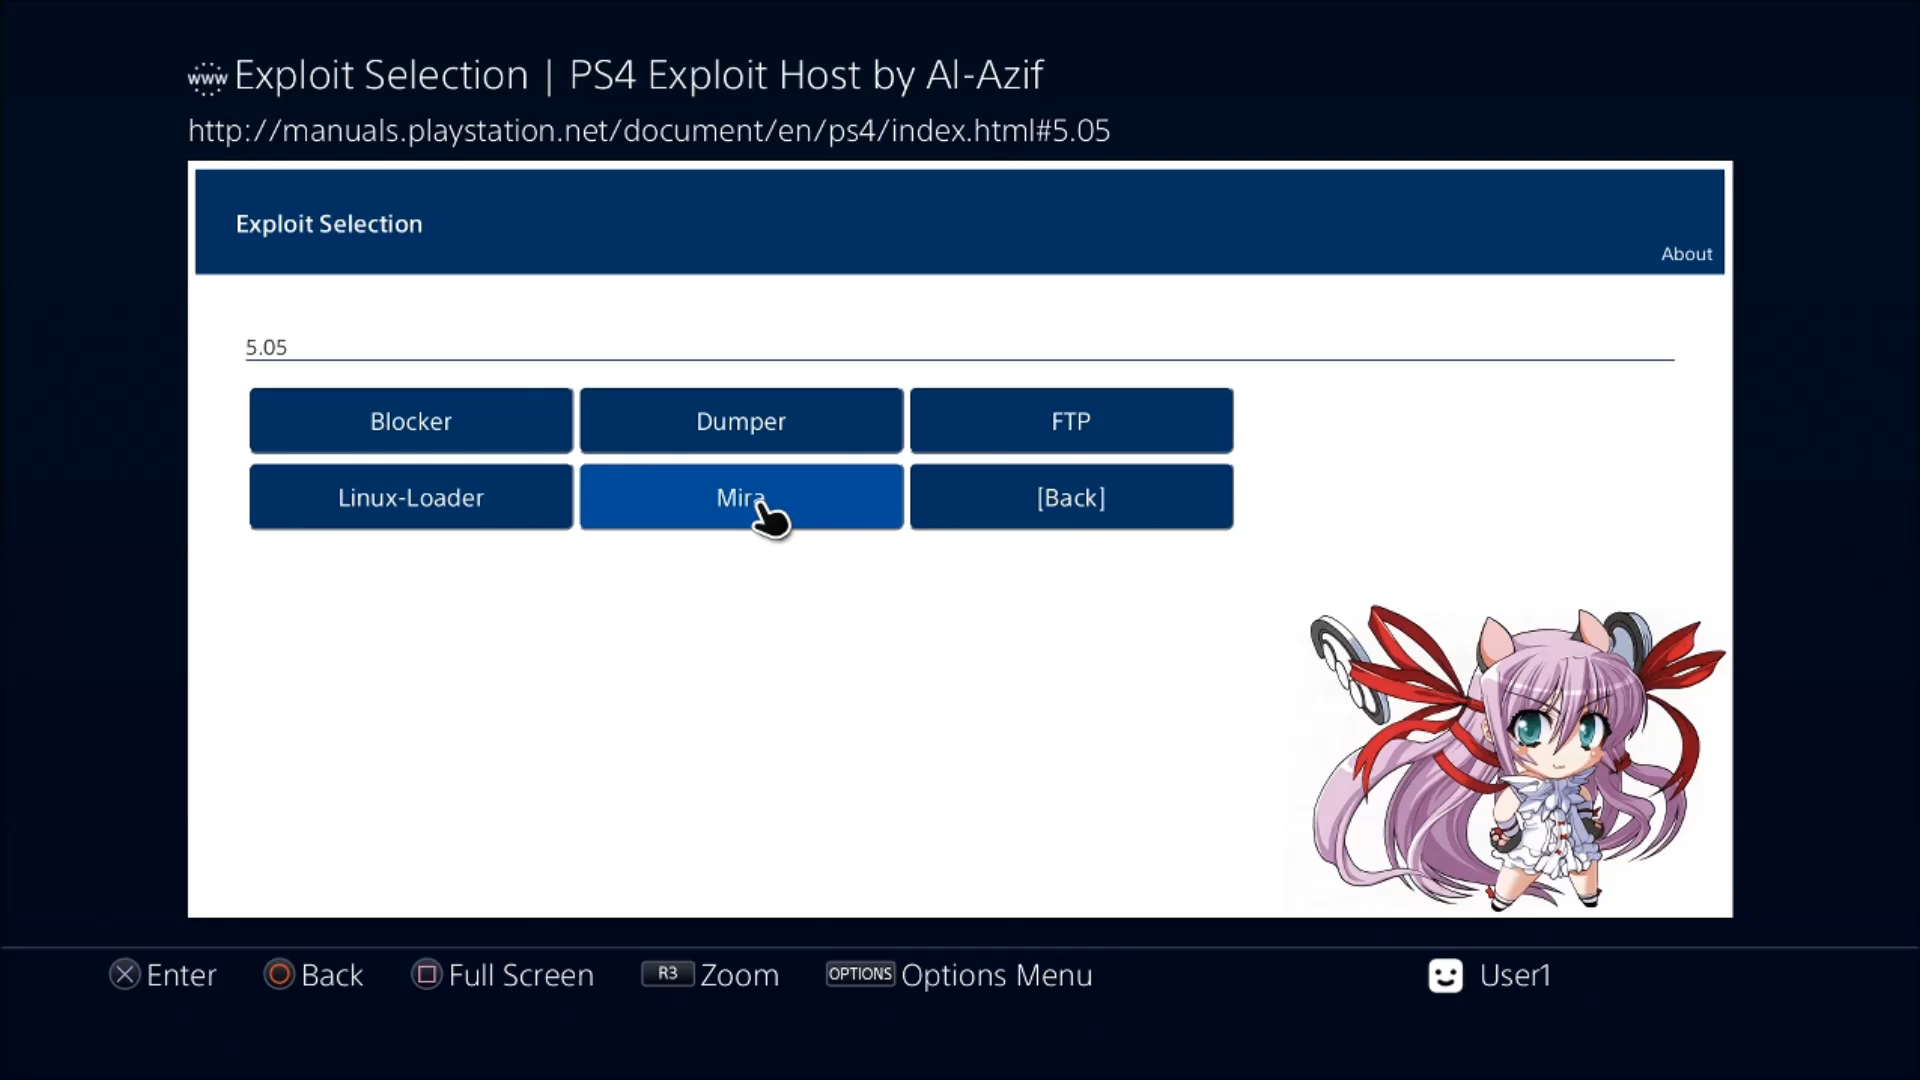 www Exploit Selection | PS4 Exploit Host by Al-Azif
http://manuals.playstation.net/document/en/ps4/index.html#5.05
Exploit Selection
About
5.05
Blocker Dumper FTP
Linux-Loader Mira [Back]
Enter Back Full Screen R3 Zoom OPTIONS Options Menu User1